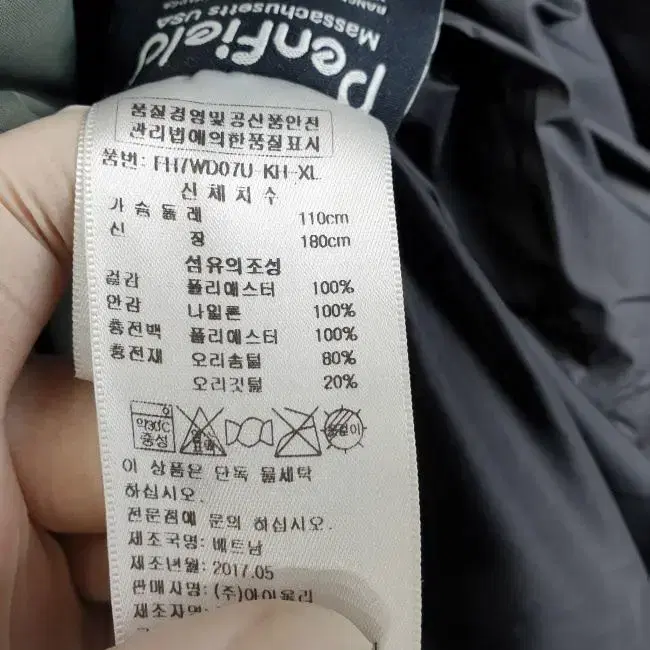 Penfield
Massachusetts USA
품질경영및공산품안전
관리법에의한품질표시
품번: FH7WD07U-KH-XL
신체치수
가슴둘레 110cm
신장 180cm
섬유의조성
겉감 폴리에스터 100%
안감 나일론 100%
충전백 폴리에스터 100%
충전재 오리솜털 80%
오리깃털 20%
약30℃
중성
이 상품은 단독 물세탁
하십시오.
전문점에 문의 하십시오.
제조국명: 베트남
제조년월: 2017.05
판매자명: (주)아이올리
제조자명: